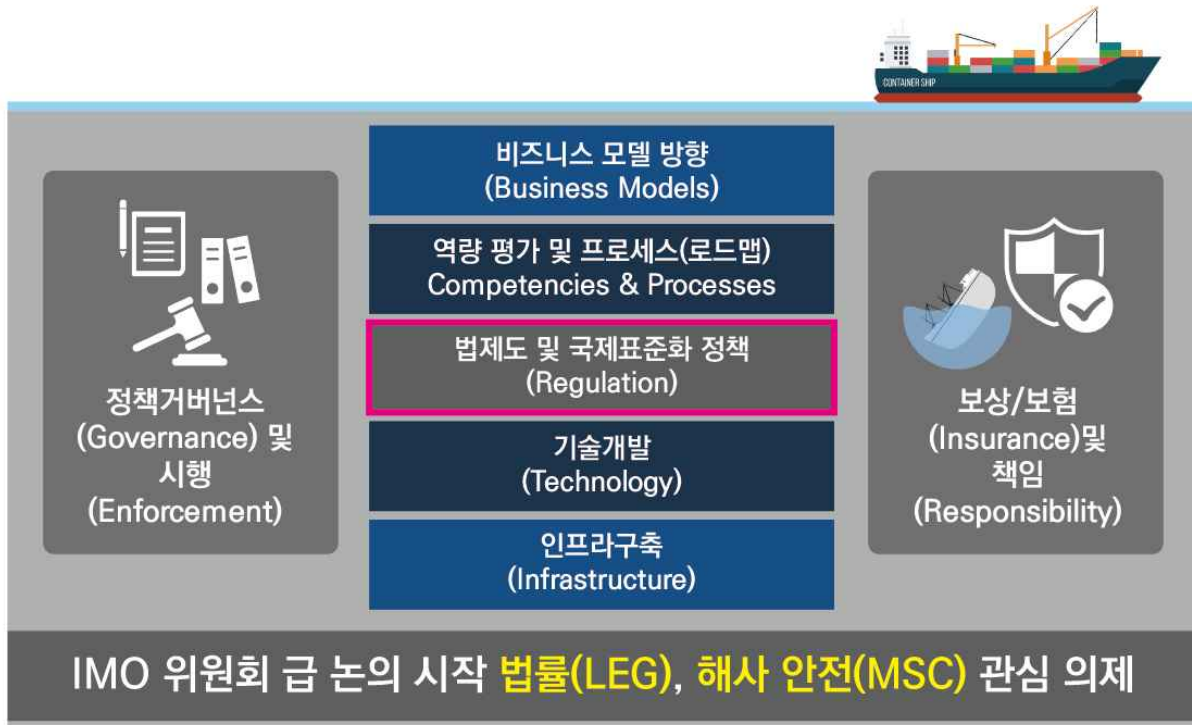 CONTAINER SHIP
비즈니스 모델 방향
(Business Models)
역량 평가 및 프로세스(로드맵)
Competencies & Processes
법제도 및 국제표준화 정책
(Regulation)
기술개발
(Technology)
인프라구축
(Infrastructure)
정책거버넌스
(Governance) 및
시행
(Enforcement)
보상/보험
(Insurance)및
책임
(Responsibility)
IMO 위원회 급 논의 시작 법률(LEG), 해사 안전(MSC) 관심 의제